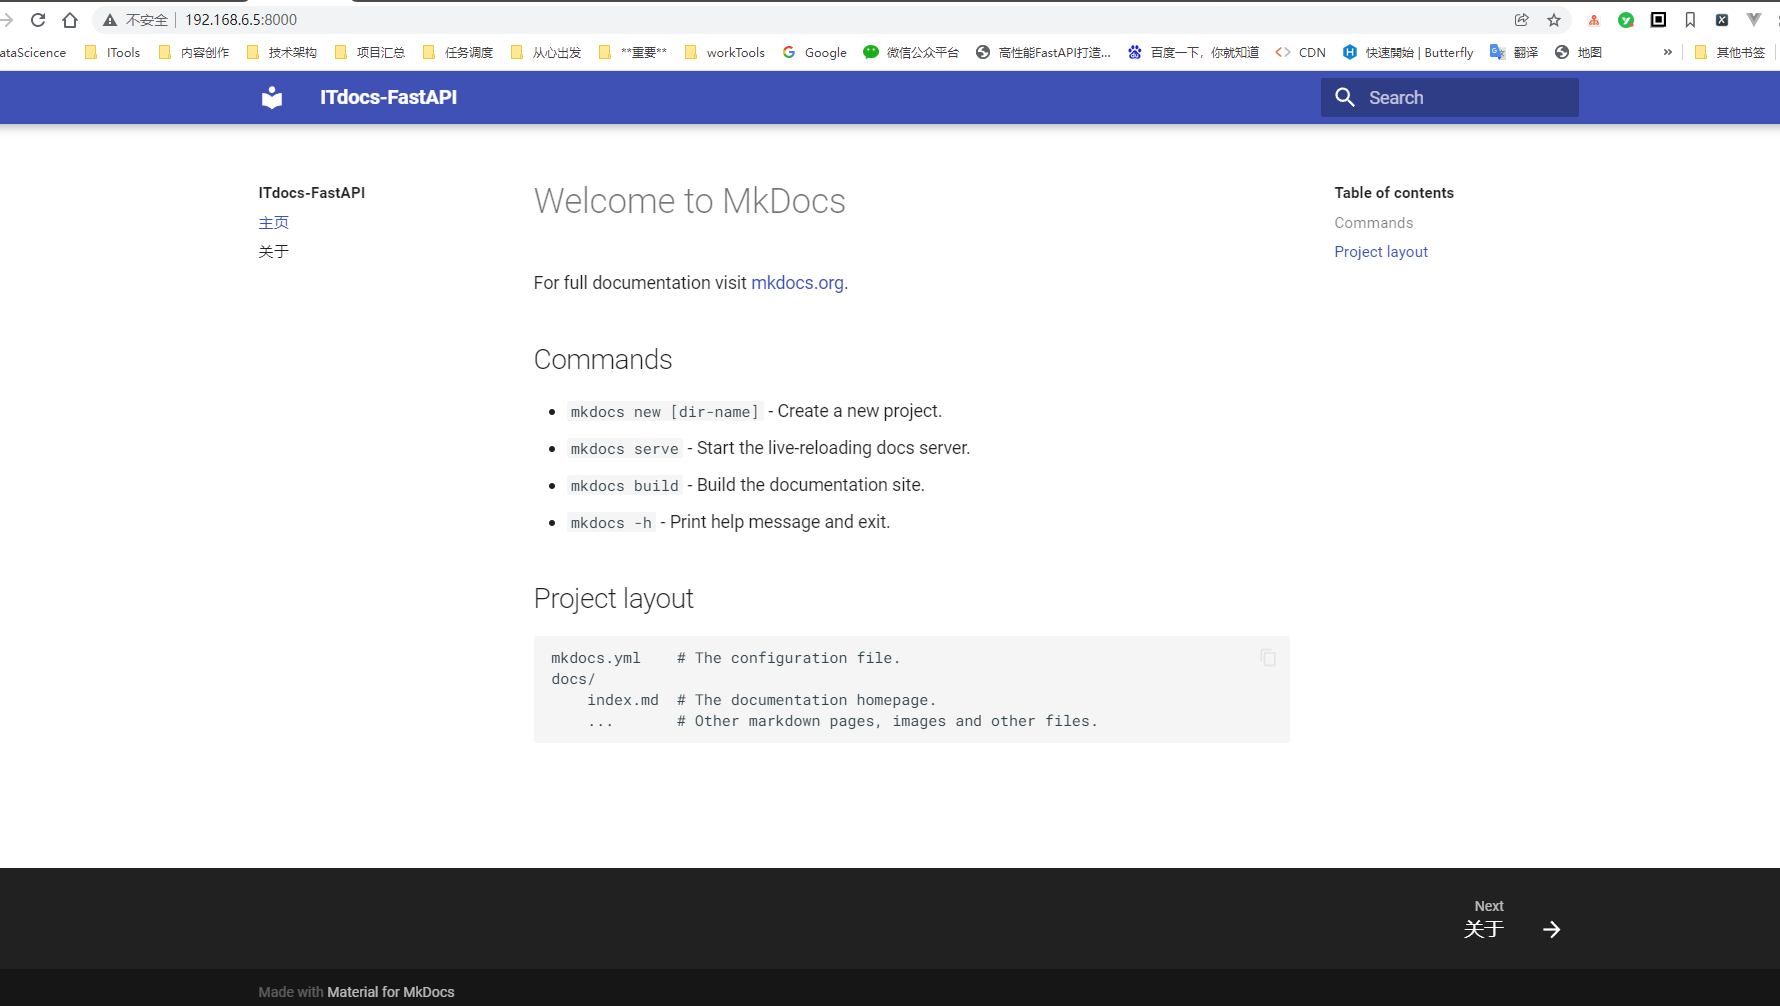 不安全 192.168.6.5:8000
ataScicence ITools 内容创作 技术架构 项目汇总 任务调度 从心出发 **重要** workTools Google 微信公众平台 高性能FastAPI打造... 百度一下，你就知道 CDN 快速開始 | Butterfly 翻译 地图 » 其他书签
ITdocs-FastAPI
Search
ITdocs-FastAPI
主页
关于
Welcome to MkDocs
For full documentation visit mkdocs.org.
Commands
mkdocs new [dir-name] - Create a new project.
mkdocs serve - Start the live-reloading docs server.
mkdocs build - Build the documentation site.
mkdocs -h - Print help message and exit.
Project layout
mkdocs.yml    # The configuration file.
docs/
    index.md  # The documentation homepage.
    ...       # Other markdown pages, images and other files.
Table of contents
Commands
Project layout
Next
关于
Made with Material for MkDocs